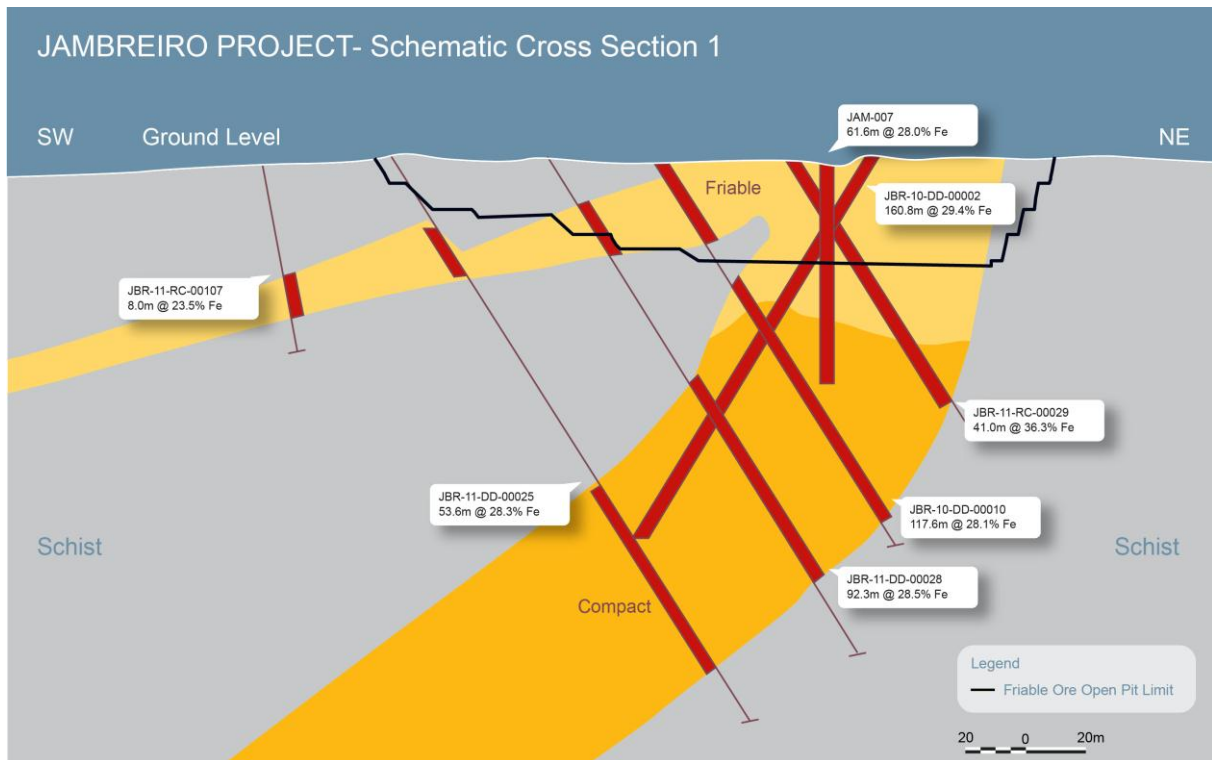 JAMBREIRO PROJECT- Schematic Cross Section 1
SW
Ground Level
NE
JAM-007
61.6m @ 28.0% Fe
Friable
JBR-10-DD-00002
160.8m @ 29.4% Fe
JBR-11-RC-00107
8.0m @ 23.5% Fe
JBR-11-RC-00029
41.0m @ 36.3% Fe
JBR-11-DD-00025
53.6m @ 28.3% Fe
JBR-10-DD-00010
117.6m @ 28.1% Fe
Schist
Schist
JBR-11-DD-00028
92.3m @ 28.5% Fe
Compact
Legend
Friable Ore Open Pit Limit
20 0 20m